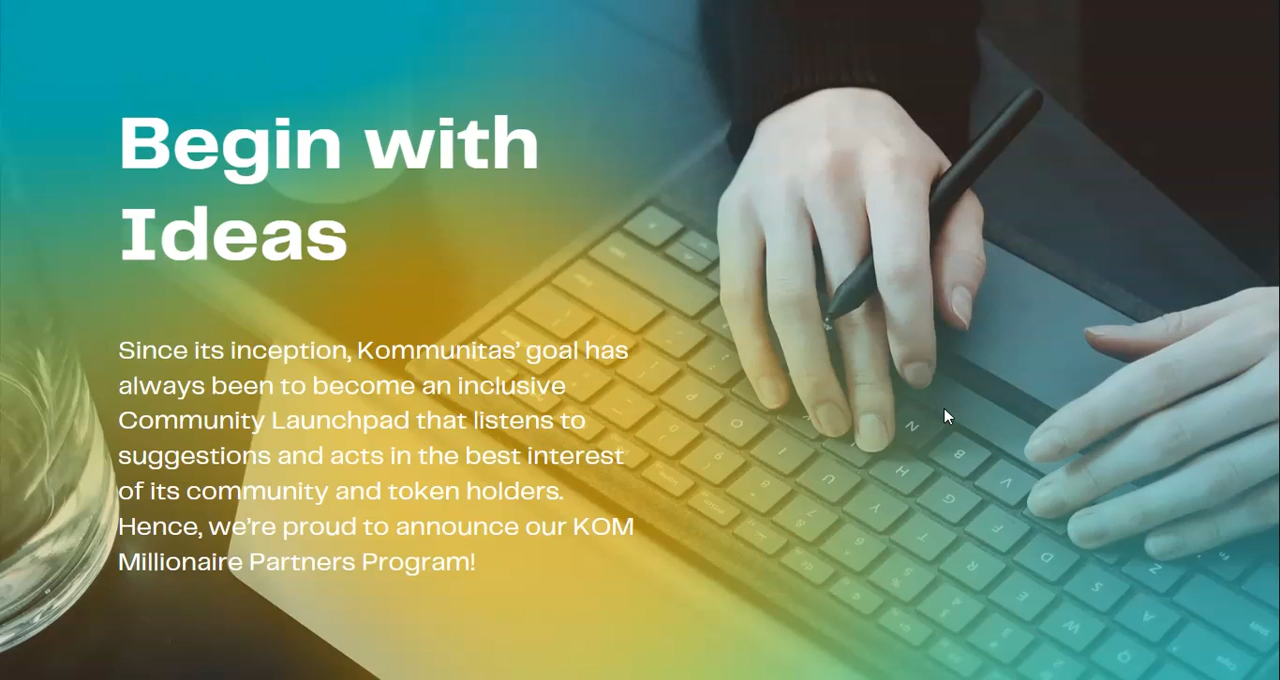 Begin with
Ideas
Since its inception, Kommunitas’ goal has
always been to become an inclusive
Community Launchpad that listens to
suggestions and acts in the best interest
of its community and token holders.
Hence, we’re proud to announce our KOM
Millionaire Partners Program!